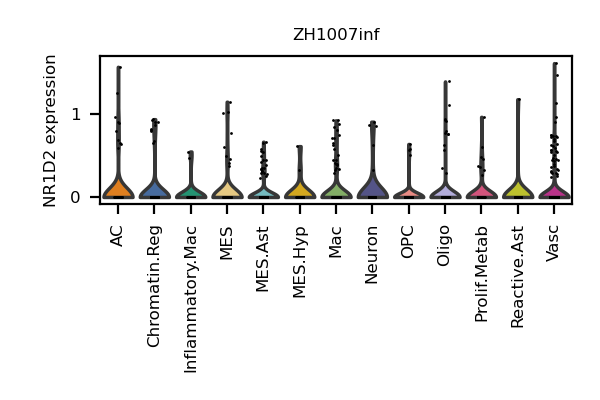 ZH1007inf
NR1D2 expression
1
0
AC
Chromatin.Reg
Inflammatory.Mac
MES
MES.Ast
MES.Hyp
Mac
Neuron
OPC
Oligo
Prolif.Metab
Reactive.Ast
Vasc